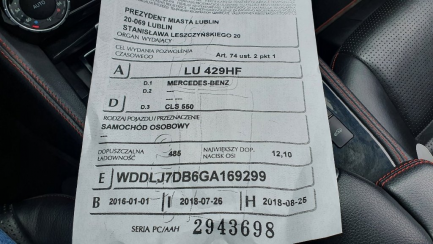 AUTO
PREZYDENT MIASTA LUBLIN
20-069 LUBLIN
STANISŁAWA LESZCZYŃSKIEGO 20
ORGAN WYDAJĄCY
CEL WYDANIA POZWOLENIA
CZASOWEGO Art. 74 ust. 2 pkt 1
A LU 429HF
D.1 MERCEDES-BENZ
D.2 —
D —
D.3 CLS 550
RODZAJ POJAZDU I PRZEZNACZENIE
SAMOCHÓD OSOBOWY
—
DOPUSZCZALNA ŁADOWNOŚĆ 485 NAJWIĘKSZY DOP. NACISK OSI 12,10
E WDDLJ7DB6GA169299
B 2016-01-01 I 2018-07-26 H 2018-08-25
SERIA PC/AAH 2943698